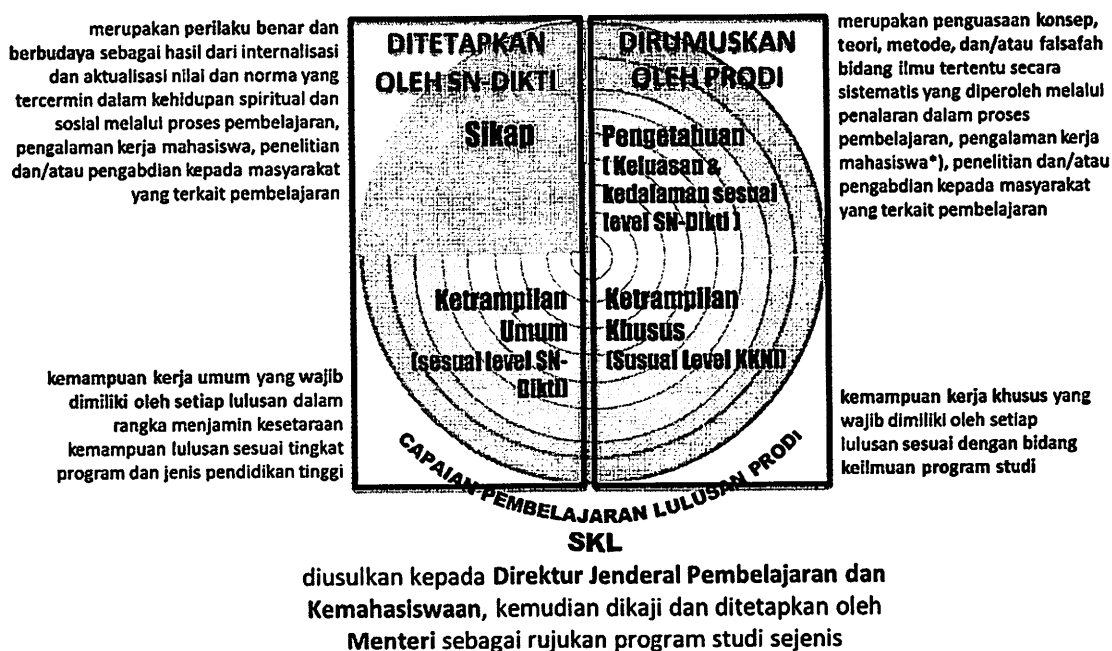 merupakan perilaku benar dan
berbudaya sebagai hasil dari internalisasi
dan aktualisasi nilai dan norma yang
tercermin dalam kehidupan spiritual dan
sosial melalui proses pembelajaran,
pengalaman kerja mahasiswa, penelitian
dan/atau pengabdian kepada masyarakat
yang terkait pembelajaran
DITETAPKAN
OLEH SN-DIKTI
Sikap
DIRUMUSKAN
OLEH PRODI
Pengetahuan
(Keluasan &
kedalaman sesuai
level SN-Dikti )
merupakan penguasaan konsep,
teori, metode, dan/atau falsafah
bidang ilmu tertentu secara
sistematis yang diperoleh melalui
penalaran dalam proses
pembelajaran, pengalaman kerja
mahasiswa*), penelitian dan/atau
pengabdian kepada masyarakat
yang terkait pembelajaran
kemampuan kerja umum yang wajib
dimiliki oleh setiap lulusan dalam
rangka menjamin kesetaraan
kemampuan lulusan sesuai tingkat
program dan jenis pendidikan tinggi
Ketrampilan
Umum
(sesuai level SN-
Dikti)
Ketrampilan
Khusus
(Susuai Level KKNI)
kemampuan kerja khusus yang
wajib dimiliki oleh setiap
lulusan sesuai dengan bidang
keilmuan program studi
CAPAIAN PEMBELAJARAN LULUSAN PRODI
SKL
diusulkan kepada Direktur Jenderal Pembelajaran dan
Kemahasiswaan, kemudian dikaji dan ditetapkan oleh
Menteri sebagai rujukan program studi sejenis